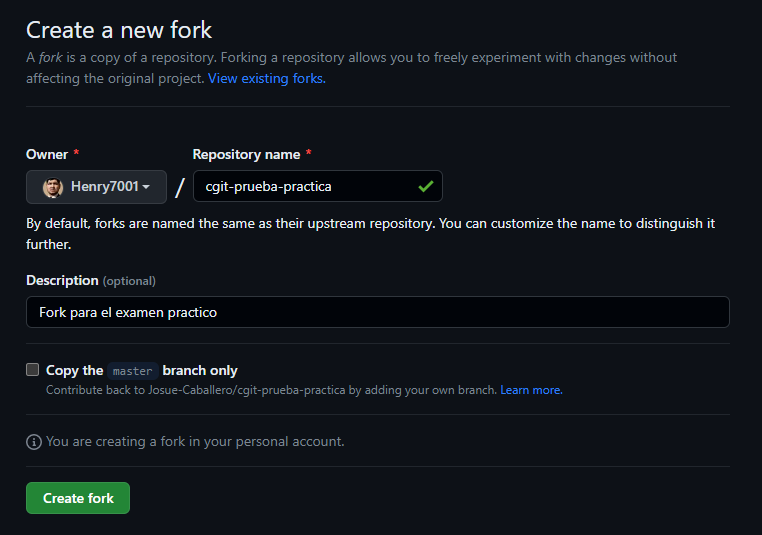 Create a new fork
A fork is a copy of a repository. Forking a repository allows you to freely experiment with changes without
affecting the original project. View existing forks.
Owner * Repository name *
Henry7001 / cgit-prueba-practica
By default, forks are named the same as their upstream repository. You can customize the name to distinguish it
further.
Description (optional)
Fork para el examen practico
Copy the master branch only
Contribute back to Josue-Caballero/cgit-prueba-practica by adding your own branch. Learn more.
You are creating a fork in your personal account.
Create fork